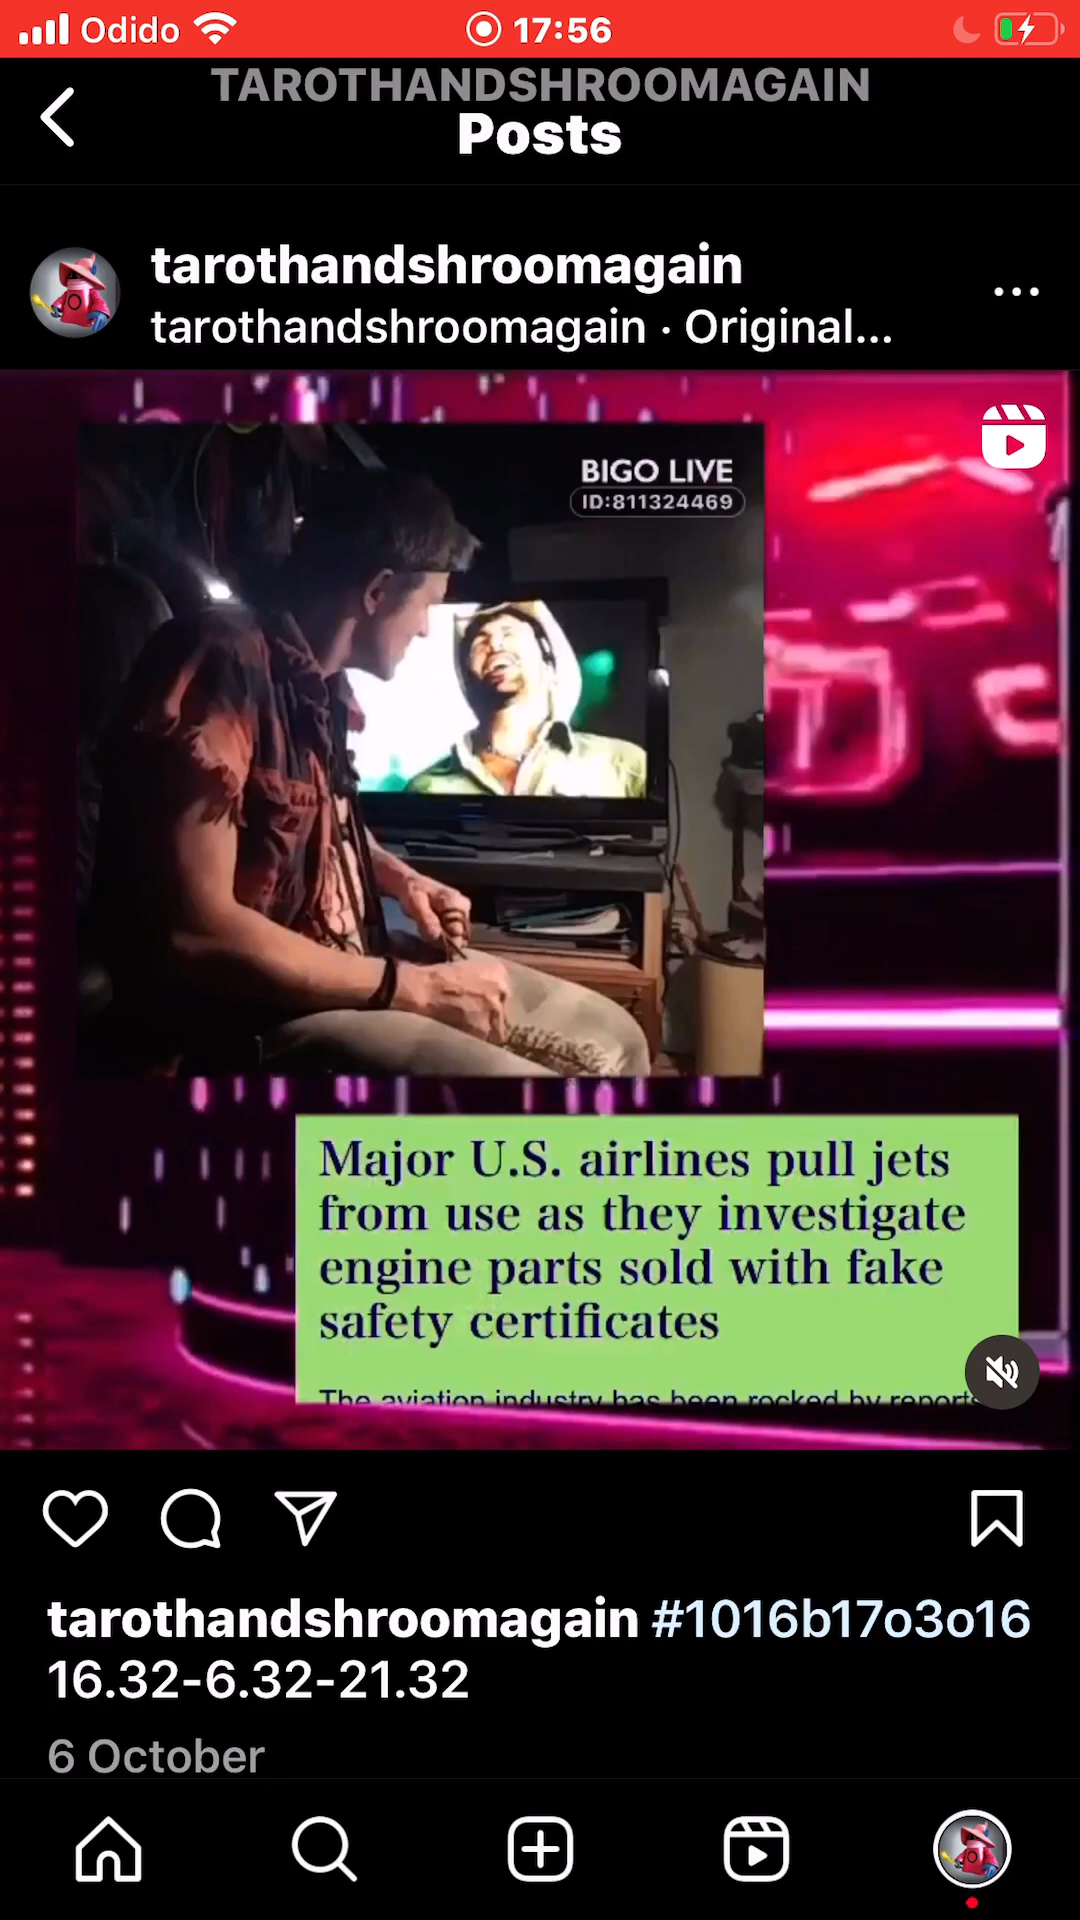 Odido 17:56
TAROTHANDSHROOMAGAIN
Posts
tarothandshroomagain
tarothandshroomagain · Original...
BIGO LIVE
ID:811324469
Major U.S. airlines pull jets
from use as they investigate
engine parts sold with fake
safety certificates
The aviation industry has been rocked by reports
tarothandshroomagain #1016b17o3o16
16.32-6.32-21.32
6 October